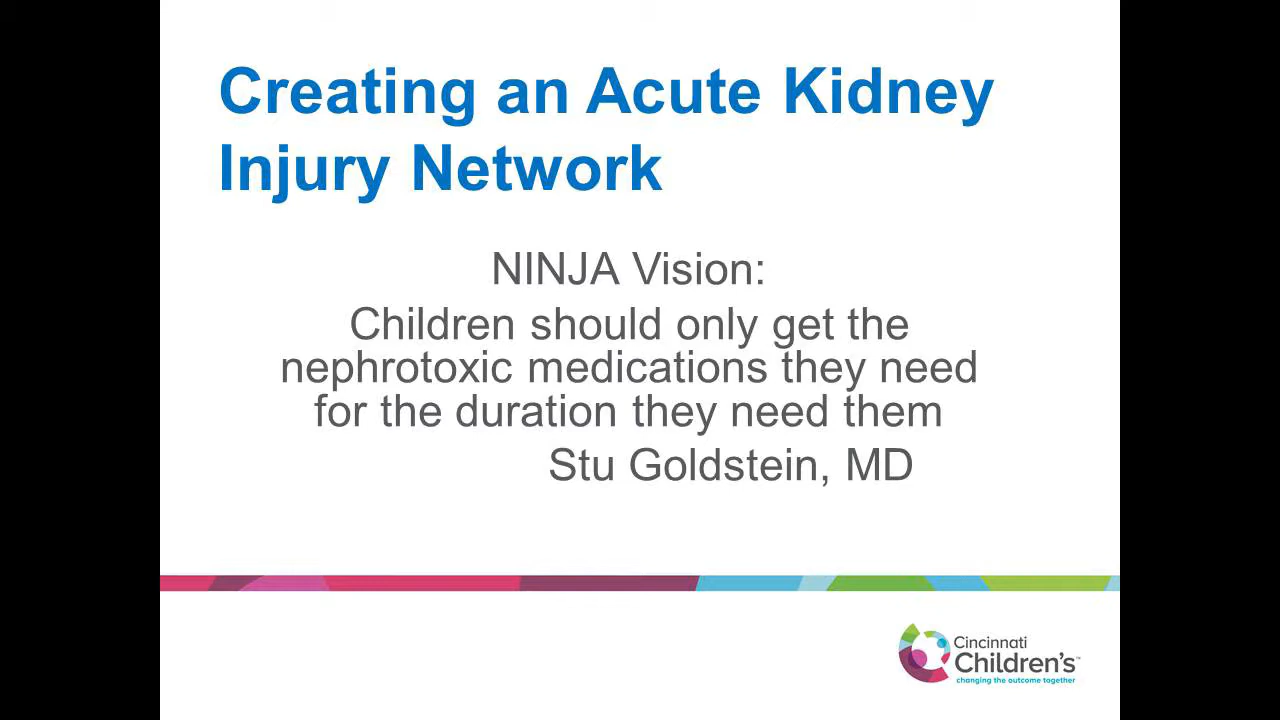 Creating an Acute Kidney
Injury Network
NINJA Vision:
Children should only get the
nephrotoxic medications they need
for the duration they need them
Stu Goldstein, MD
Cincinnati
Children's™
changing the outcome together